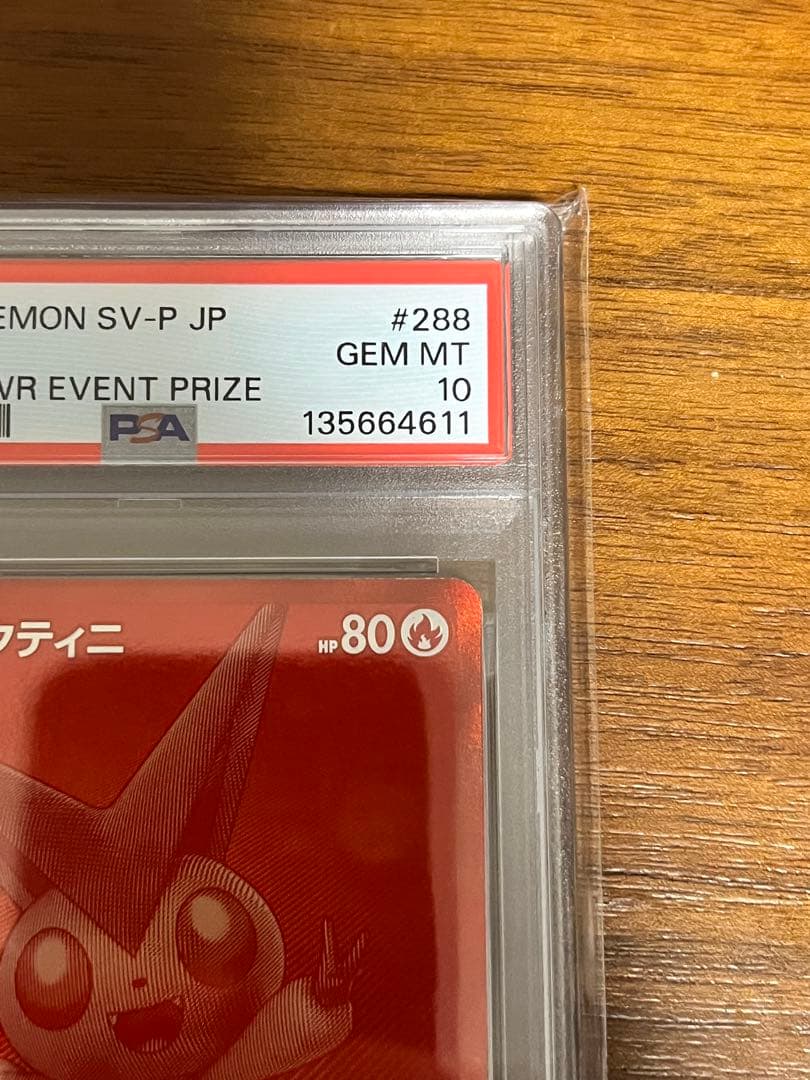 EMON SV-P JP #288
GEM MT
VR EVENT PRIZE 10
PSA 135664611
クティニ HP80